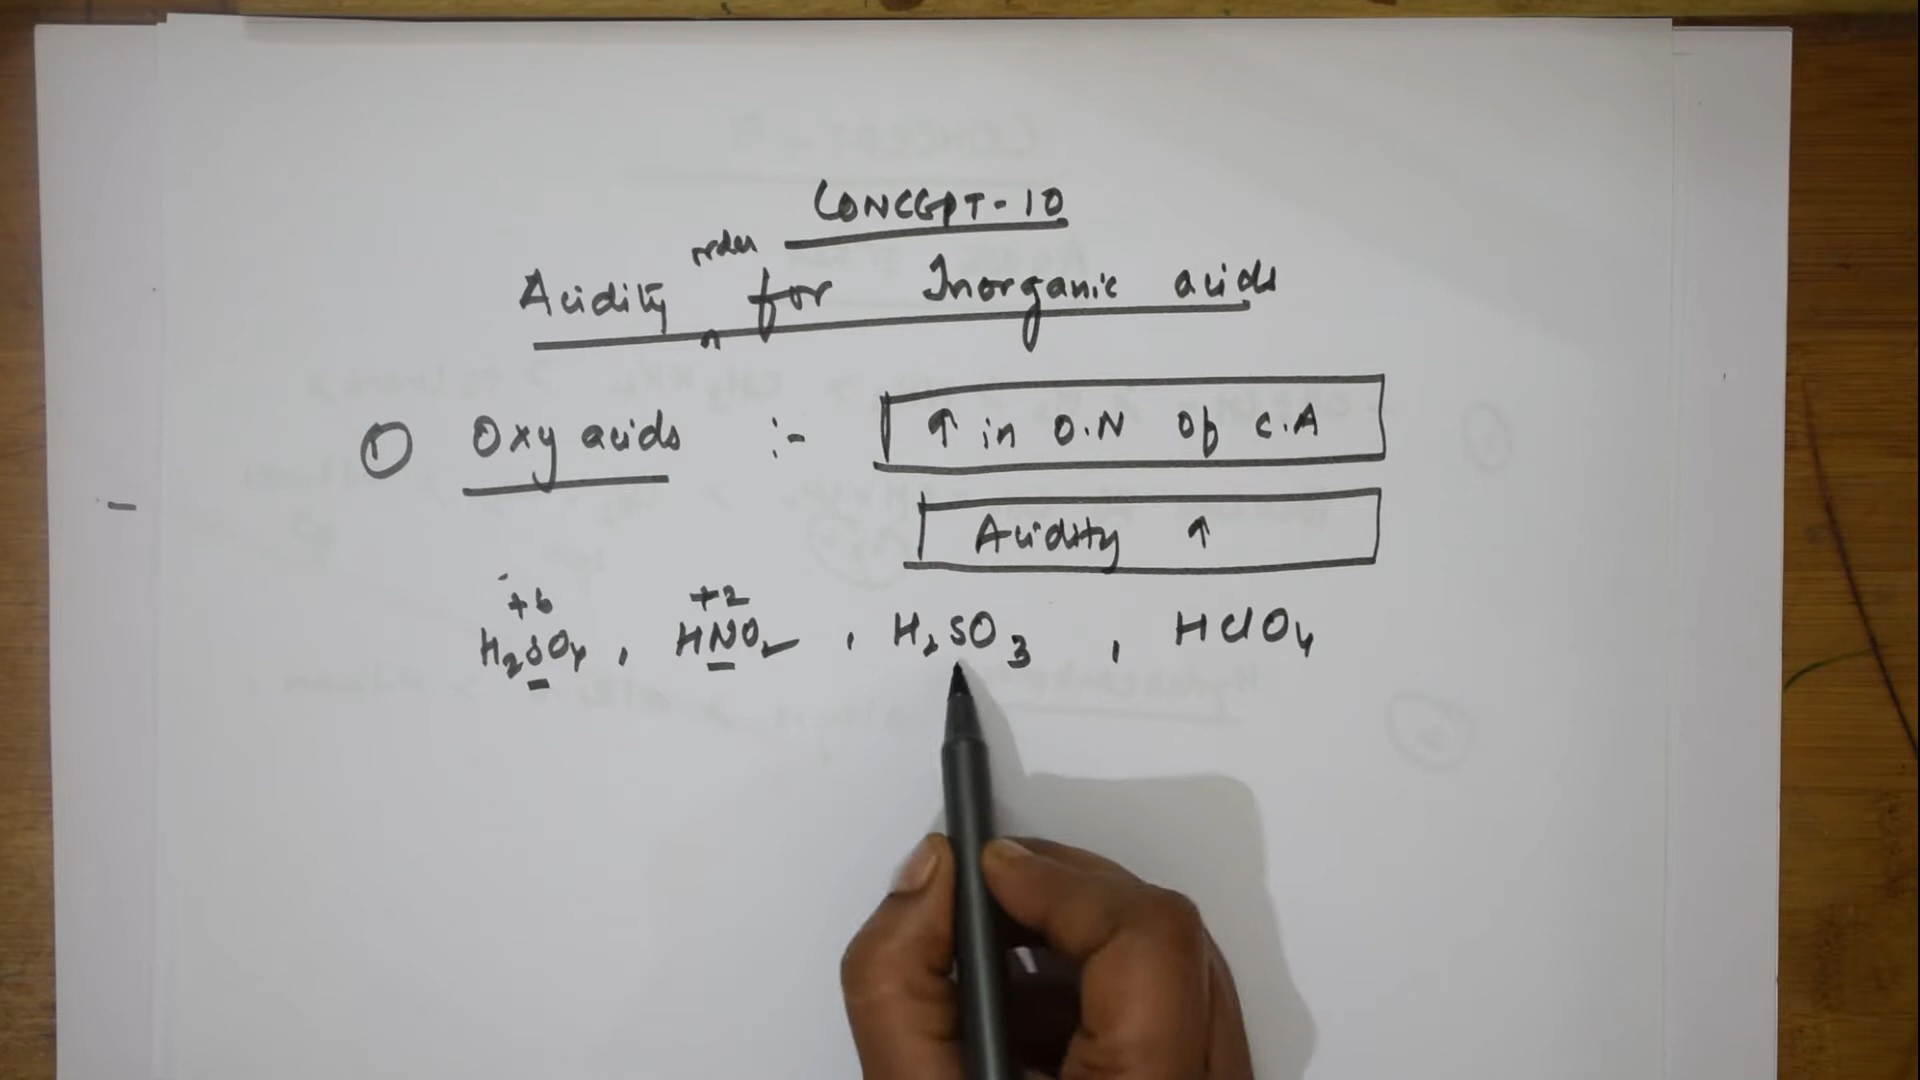 CONCEPT-10
Acidity order for Inorganic acids
① Oxy acids :- ↑ in O.N of C.A
Acidity ↑
+6 +2
H₂SO₄, HNO₂, H₂SO₃, HClO₄